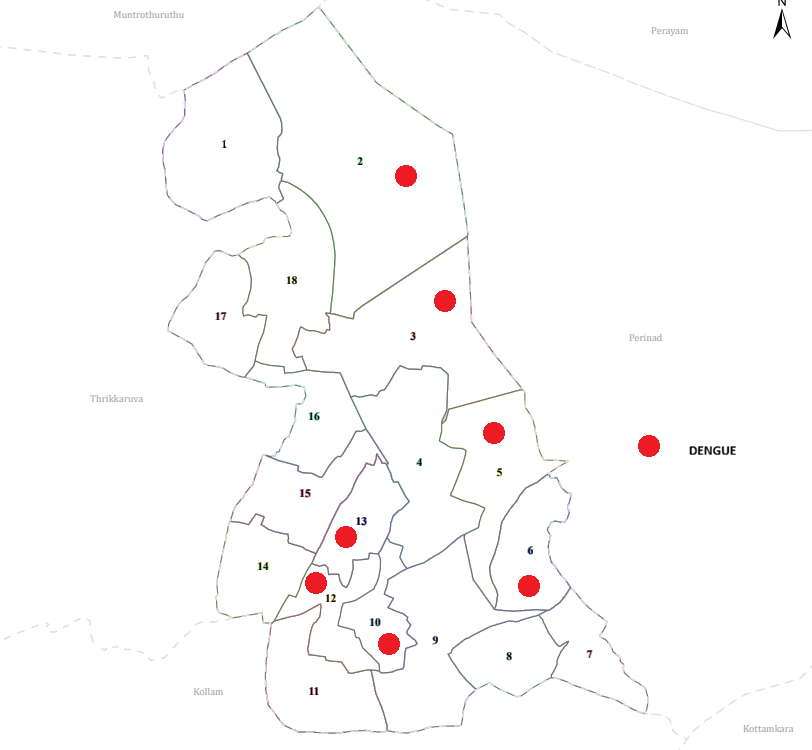 N
Muntrothuruthu
Perayam
1
2
18
17
3
Perinad
Thrikkaruva
16
DENGUE
4
5
15
13
6
14
12
10
9
8
7
11
Kollam
Kottamkara